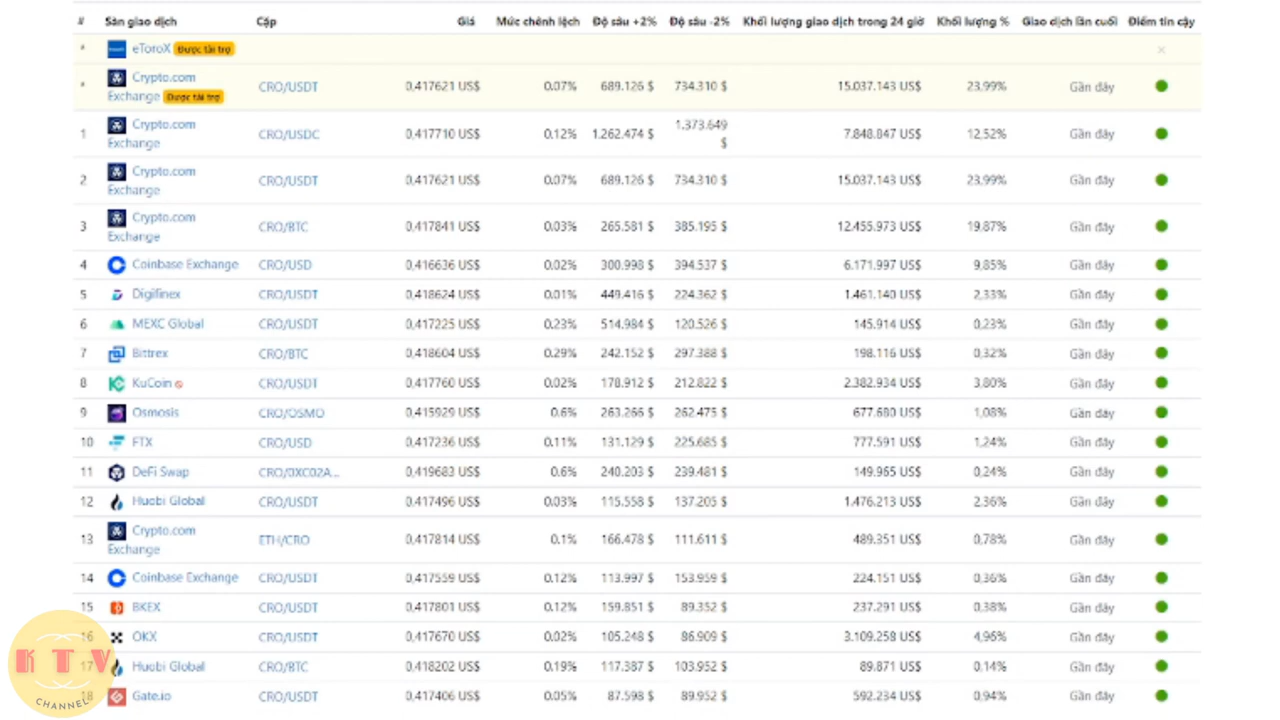 # Sàn giao dịch Cặp Giá Mức chênh lệch Độ sâu +2% Độ sâu -2% Khối lượng giao dịch trong 24 giờ Khối lượng % Giao dịch lần cuối Điểm tin cậy
* eToroX Được tài trợ ×
* Crypto.com Exchange Được tài trợ CRO/USDT 0,417621 US$ 0.07% 689.126 $ 734.310 $ 15.037.143 US$ 23,99% Gần đây
1 Crypto.com Exchange CRO/USDC 0,417710 US$ 0.12% 1.262.474 $ 1.373.649 $ 7.848.847 US$ 12,52% Gần đây
2 Crypto.com Exchange CRO/USDT 0,417621 US$ 0.07% 689.126 $ 734.310 $ 15.037.143 US$ 23,99% Gần đây
3 Crypto.com Exchange CRO/BTC 0,417841 US$ 0.03% 265.581 $ 385.195 $ 12.455.973 US$ 19,87% Gần đây
4 Coinbase Exchange CRO/USD 0,416636 US$ 0.02% 300.998 $ 394.537 $ 6.171.997 US$ 9,85% Gần đây
5 Digifinex CRO/USDT 0,418624 US$ 0.01% 449.416 $ 224.362 $ 1.461.140 US$ 2,33% Gần đây
6 MEXC Global CRO/USDT 0,417225 US$ 0.23% 514.984 $ 120.526 $ 145.914 US$ 0,23% Gần đây
7 Bittrex CRO/BTC 0,418604 US$ 0.29% 242.152 $ 297.388 $ 198.116 US$ 0,32% Gần đây
8 KuCoin CRO/USDT 0,417760 US$ 0.02% 178.912 $ 212.822 $ 2.382.934 US$ 3,80% Gần đây
9 Osmosis CRO/OSMO 0,415929 US$ 0.6% 263.266 $ 262.475 $ 677.680 US$ 1,08% Gần đây
10 FTX CRO/USD 0,417236 US$ 0.11% 131.129 $ 225.685 $ 777.591 US$ 1,24% Gần đây
11 DeFi Swap CRO/0XC02A... 0,419683 US$ 0.6% 240.203 $ 239.481 $ 149.965 US$ 0,24% Gần đây
12 Huobi Global CRO/USDT 0,417496 US$ 0.03% 115.558 $ 137.205 $ 1.476.213 US$ 2,36% Gần đây
13 Crypto.com Exchange ETH/CRO 0,417814 US$ 0.1% 166.478 $ 111.611 $ 489.351 US$ 0,78% Gần đây
14 Coinbase Exchange CRO/USDT 0,417559 US$ 0.12% 113.997 $ 153.959 $ 224.151 US$ 0,36% Gần đây
15 BKEX CRO/USDT 0,417801 US$ 0.12% 159.851 $ 89.352 $ 237.291 US$ 0,38% Gần đây
16 OKX CRO/USDT 0,417670 US$ 0.02% 105.248 $ 86.909 $ 3.109.258 US$ 4,96% Gần đây
17 Huobi Global CRO/BTC 0,418202 US$ 0.19% 117.387 $ 103.952 $ 89.871 US$ 0,14% Gần đây
18 Gate.io CRO/USDT 0,417406 US$ 0.05% 87.598 $ 89.952 $ 592.234 US$ 0,94% Gần đây
KTV
CHANNEL